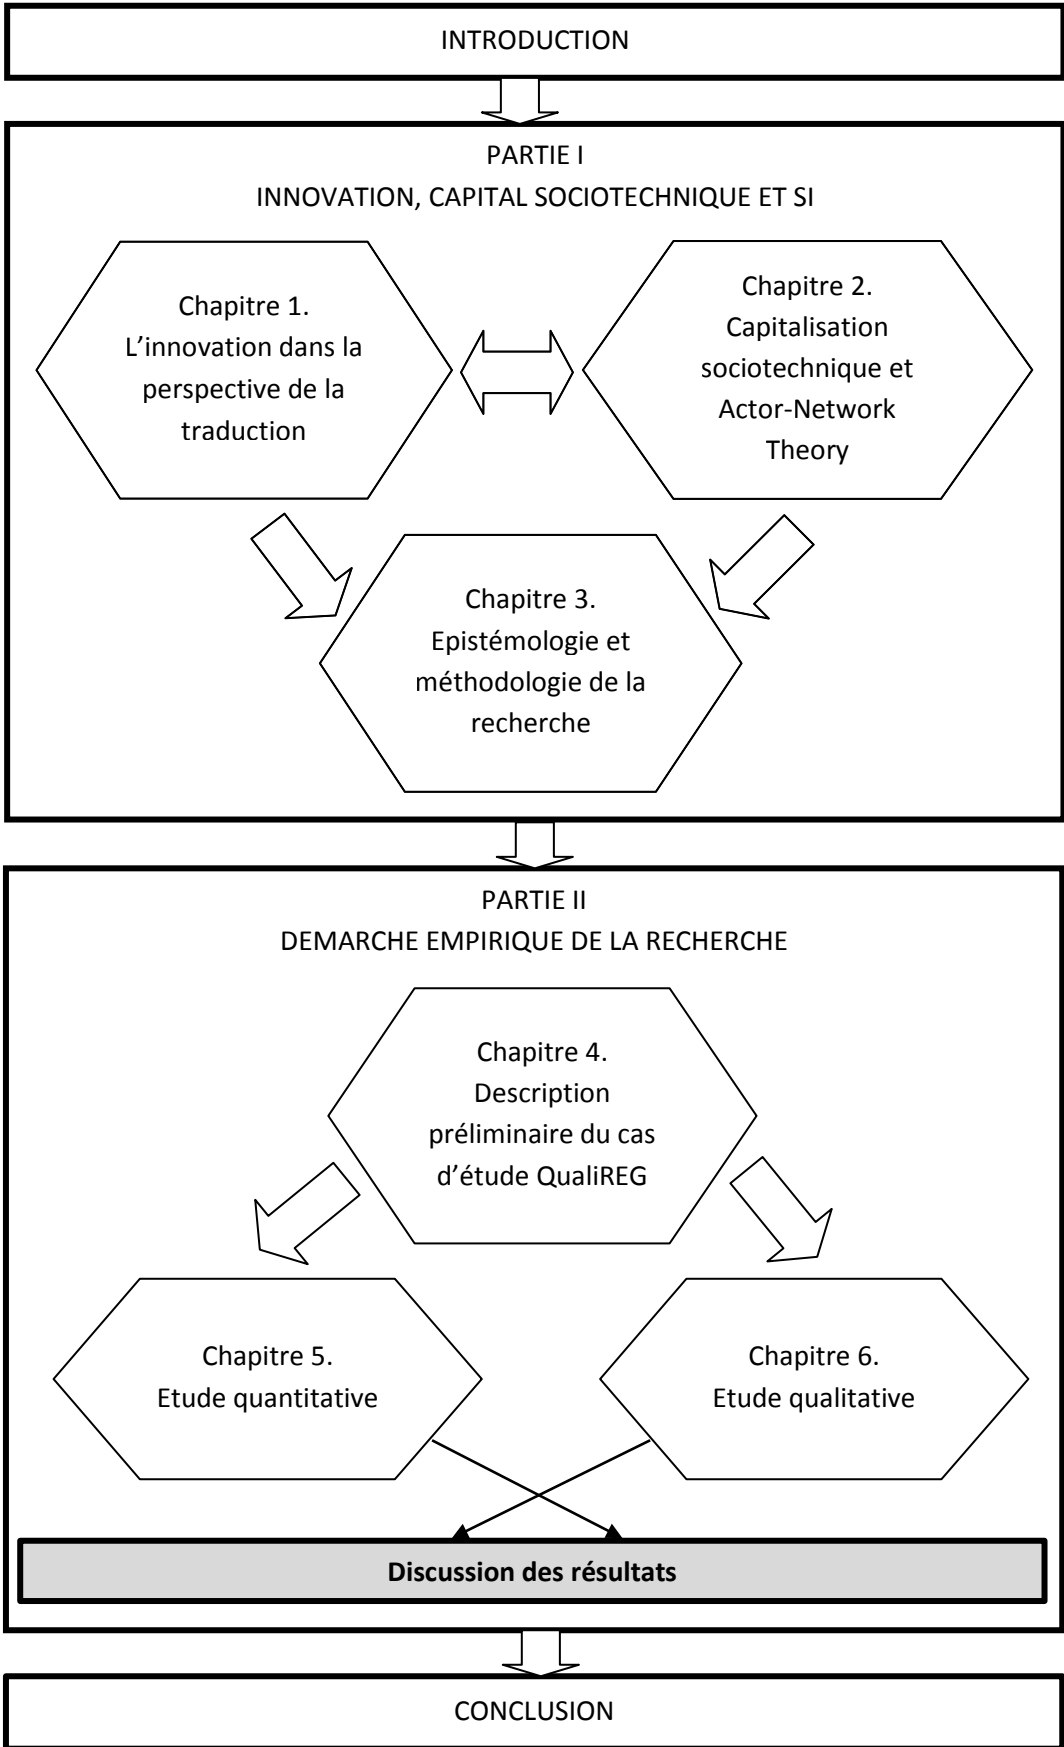 INTRODUCTION
PARTIE I
INNOVATION, CAPITAL SOCIOTECHNIQUE ET SI
Chapitre 1.
L’innovation dans la
perspective de la
traduction
Chapitre 2.
Capitalisation
sociotechnique et
Actor-Network
Theory
Chapitre 3.
Epistémologie et
méthodologie de la
recherche
PARTIE II
DEMARCHE EMPIRIQUE DE LA RECHERCHE
Chapitre 4.
Description
préliminaire du cas
d’étude QualiREG
Chapitre 5.
Etude quantitative
Chapitre 6.
Etude qualitative
Discussion des résultats
CONCLUSION